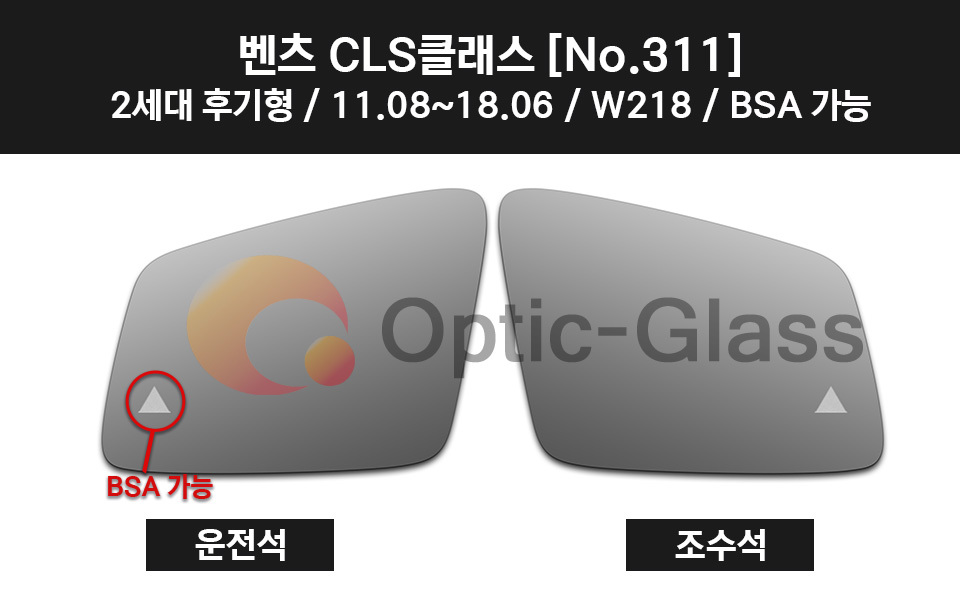 벤츠 CLS클래스 [No.311]
2세대 후기형 / 11.08~18.06 / W218 / BSA 가능
Optic-Glass
BSA 가능
운전석
조수석